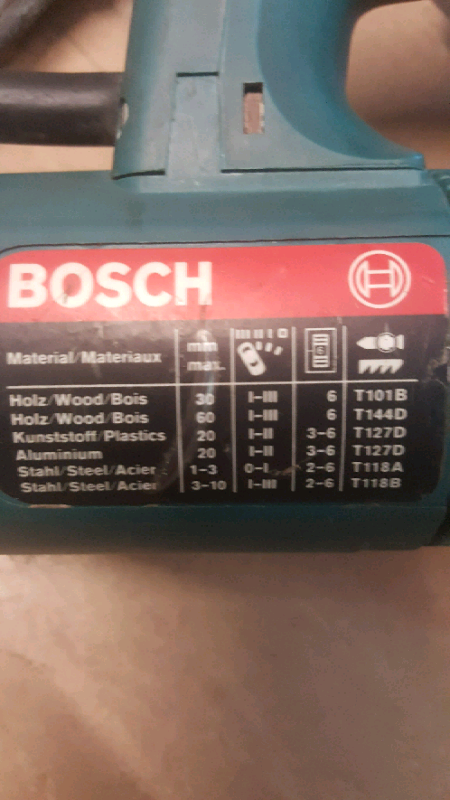 BOSCH
Material/Materiaux mm max.
Holz/Wood/Bois 30 I-III 6 T101B
Holz/Wood/Bois 60 I-III 6 T144D
Kunststoff/Plastics 20 I-II 3-6 T127D
Aluminium 20 I-II 3-6 T127D
Stahl/Steel/Acier 1-3 0-I 2-6 T118A
Stahl/Steel/Acier 3-10 I-III 2-6 T118B